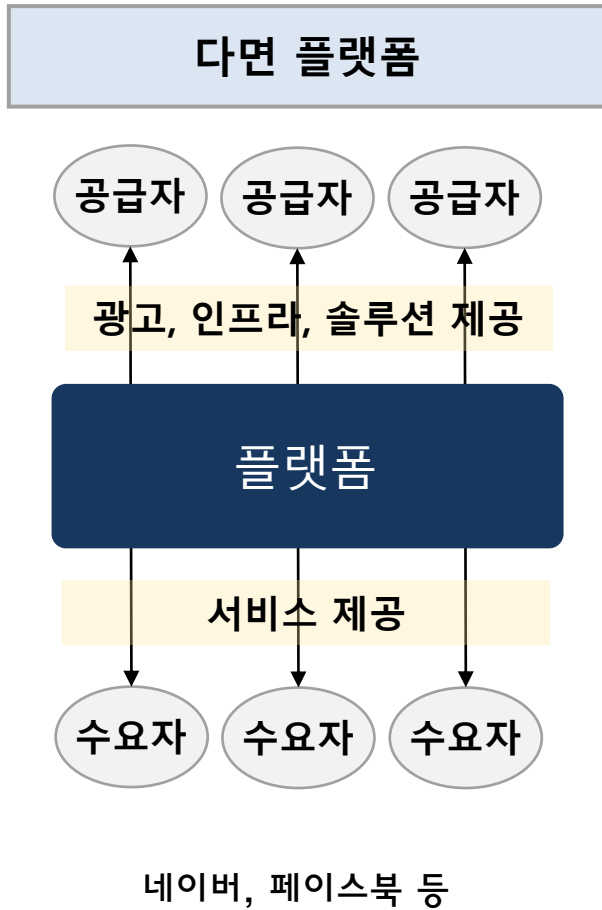 다면 플랫폼
공급자 공급자 공급자
광고, 인프라, 솔루션 제공
플랫폼
서비스 제공
수요자 수요자 수요자
네이버, 페이스북 등